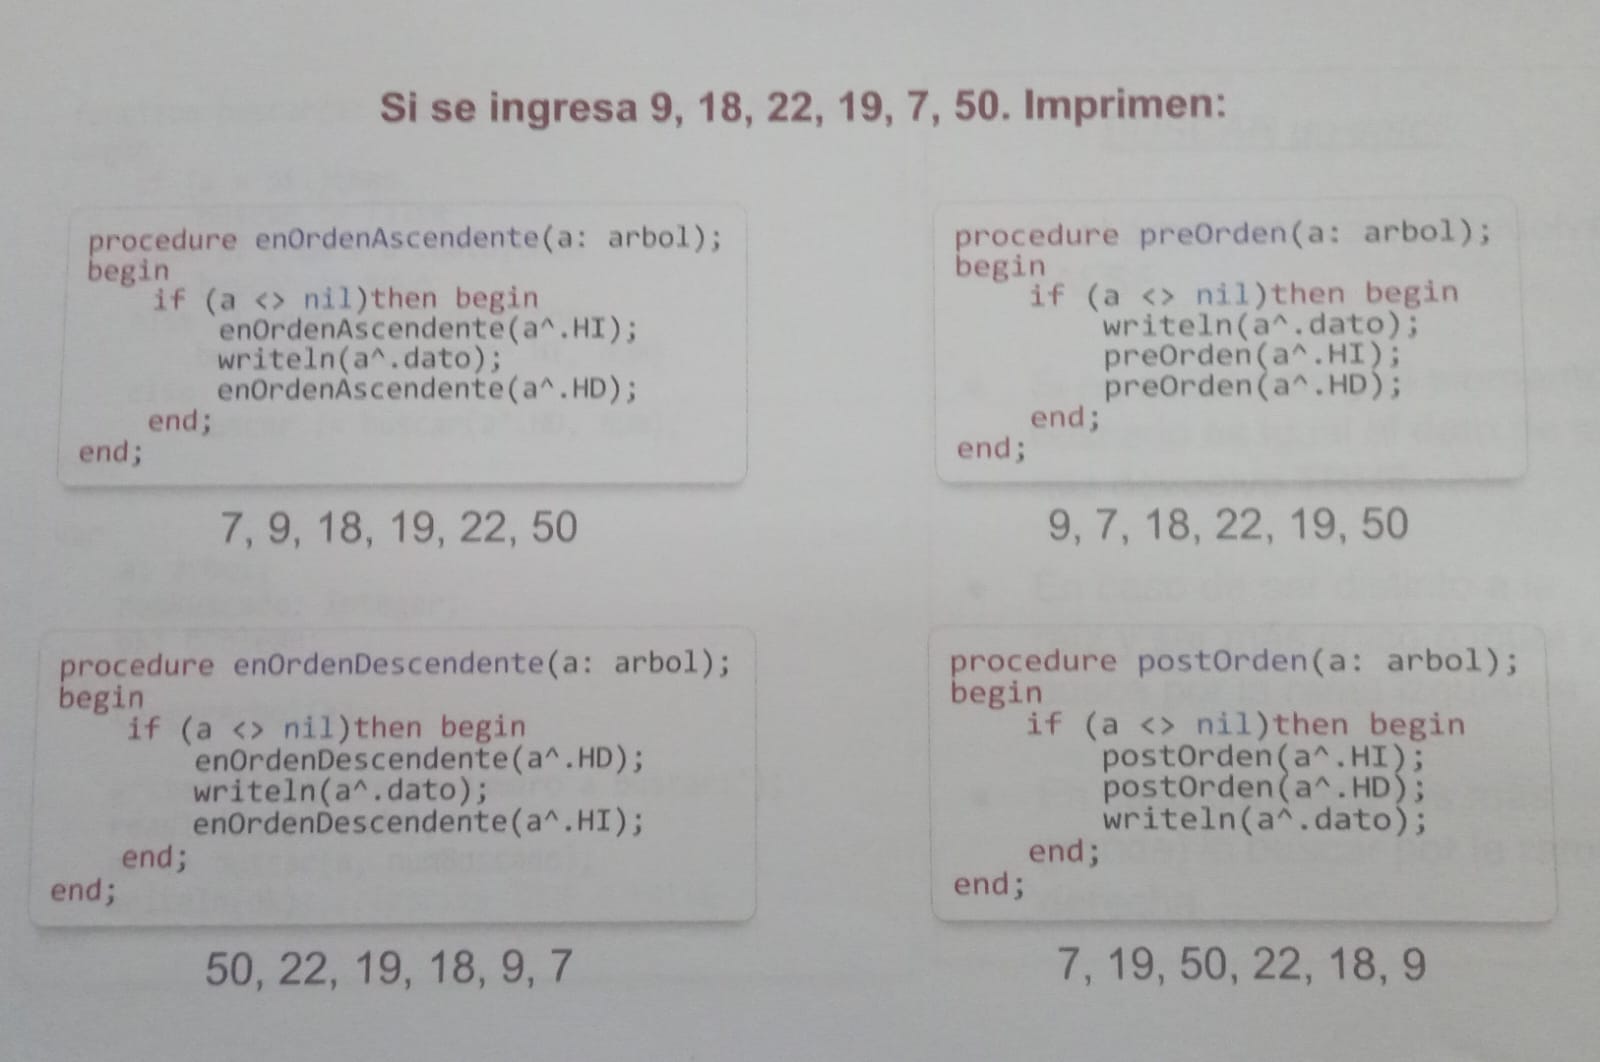 Si se ingresa 9, 18, 22, 19, 7, 50. Imprimen:
procedure enOrdenAscendente(a: arbol);
begin
if (a <> nil)then begin
enOrdenAscendente(a^.HI);
writeln(a^.dato);
enOrdenAscendente(a^.HD);
end;
end;
7, 9, 18, 19, 22, 50
procedure preOrden(a: arbol);
begin
if (a <> nil)then begin
writeln(a^.dato);
preOrden(a^.HI);
preOrden(a^.HD);
end;
end;
9, 7, 18, 22, 19, 50
procedure enOrdenDescendente(a: arbol);
begin
if (a <> nil)then begin
enOrdenDescendente(a^.HD);
writeln(a^.dato);
enOrdenDescendente(a^.HI);
end;
end;
50, 22, 19, 18, 9, 7
procedure postOrden(a: arbol);
begin
if (a <> nil)then begin
postOrden(a^.HI);
postOrden(a^.HD);
writeln(a^.dato);
end;
end;
7, 19, 50, 22, 18, 9